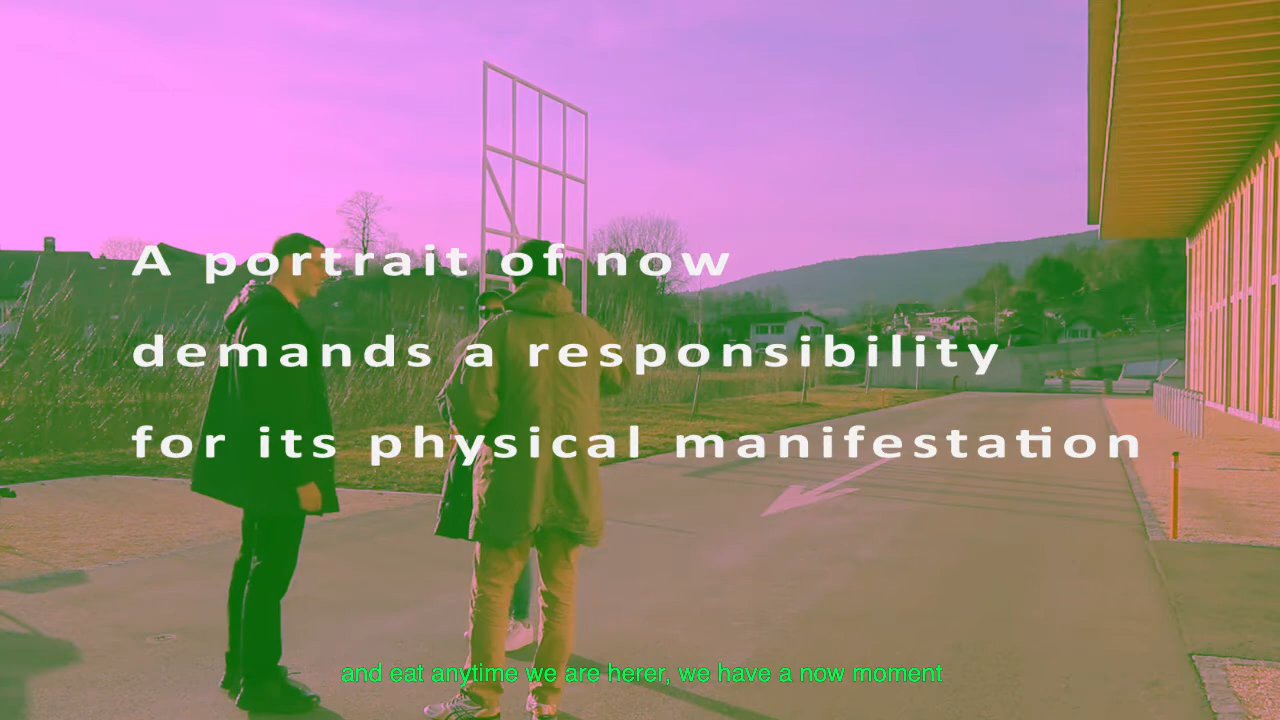 A portrait of now
demands a responsibility
for its physical manifestation
and eat anytime we are herer, we have a now moment